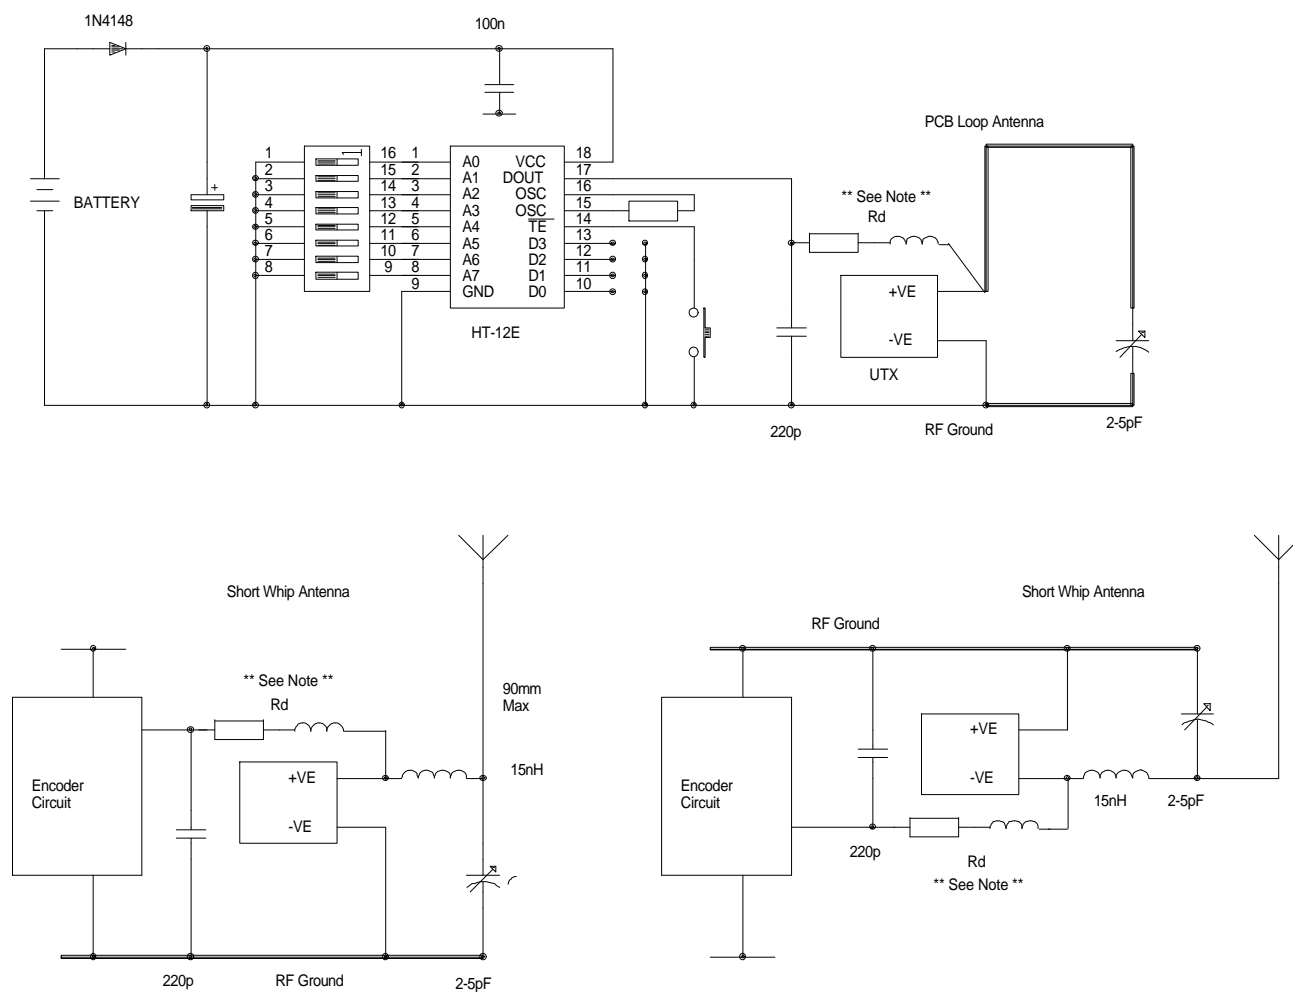 1N4148
100n
PCB Loop Antenna
1 16 1 A0 VCC 18
2 15 2 A1 DOUT 17
3 14 3 A2 OSC 16
4 13 4 A3 OSC 15
5 12 5 A4 TE 14
6 11 6 A5 D3 13
7 10 7 A6 D2 12
8 9 8 A7 D1 11
9 GND D0 10
1
+
BATTERY
HT-12E
** See Note **
Rd
+VE
-VE
UTX
220p
RF Ground
2-5pF
Short Whip Antenna
** See Note **
Rd
90mm
Max
15nH
Encoder
Circuit
+VE
-VE
220p
RF Ground
2-5pF
Short Whip Antenna
RF Ground
Encoder
Circuit
+VE
-VE
15nH
2-5pF
220p
Rd
** See Note **